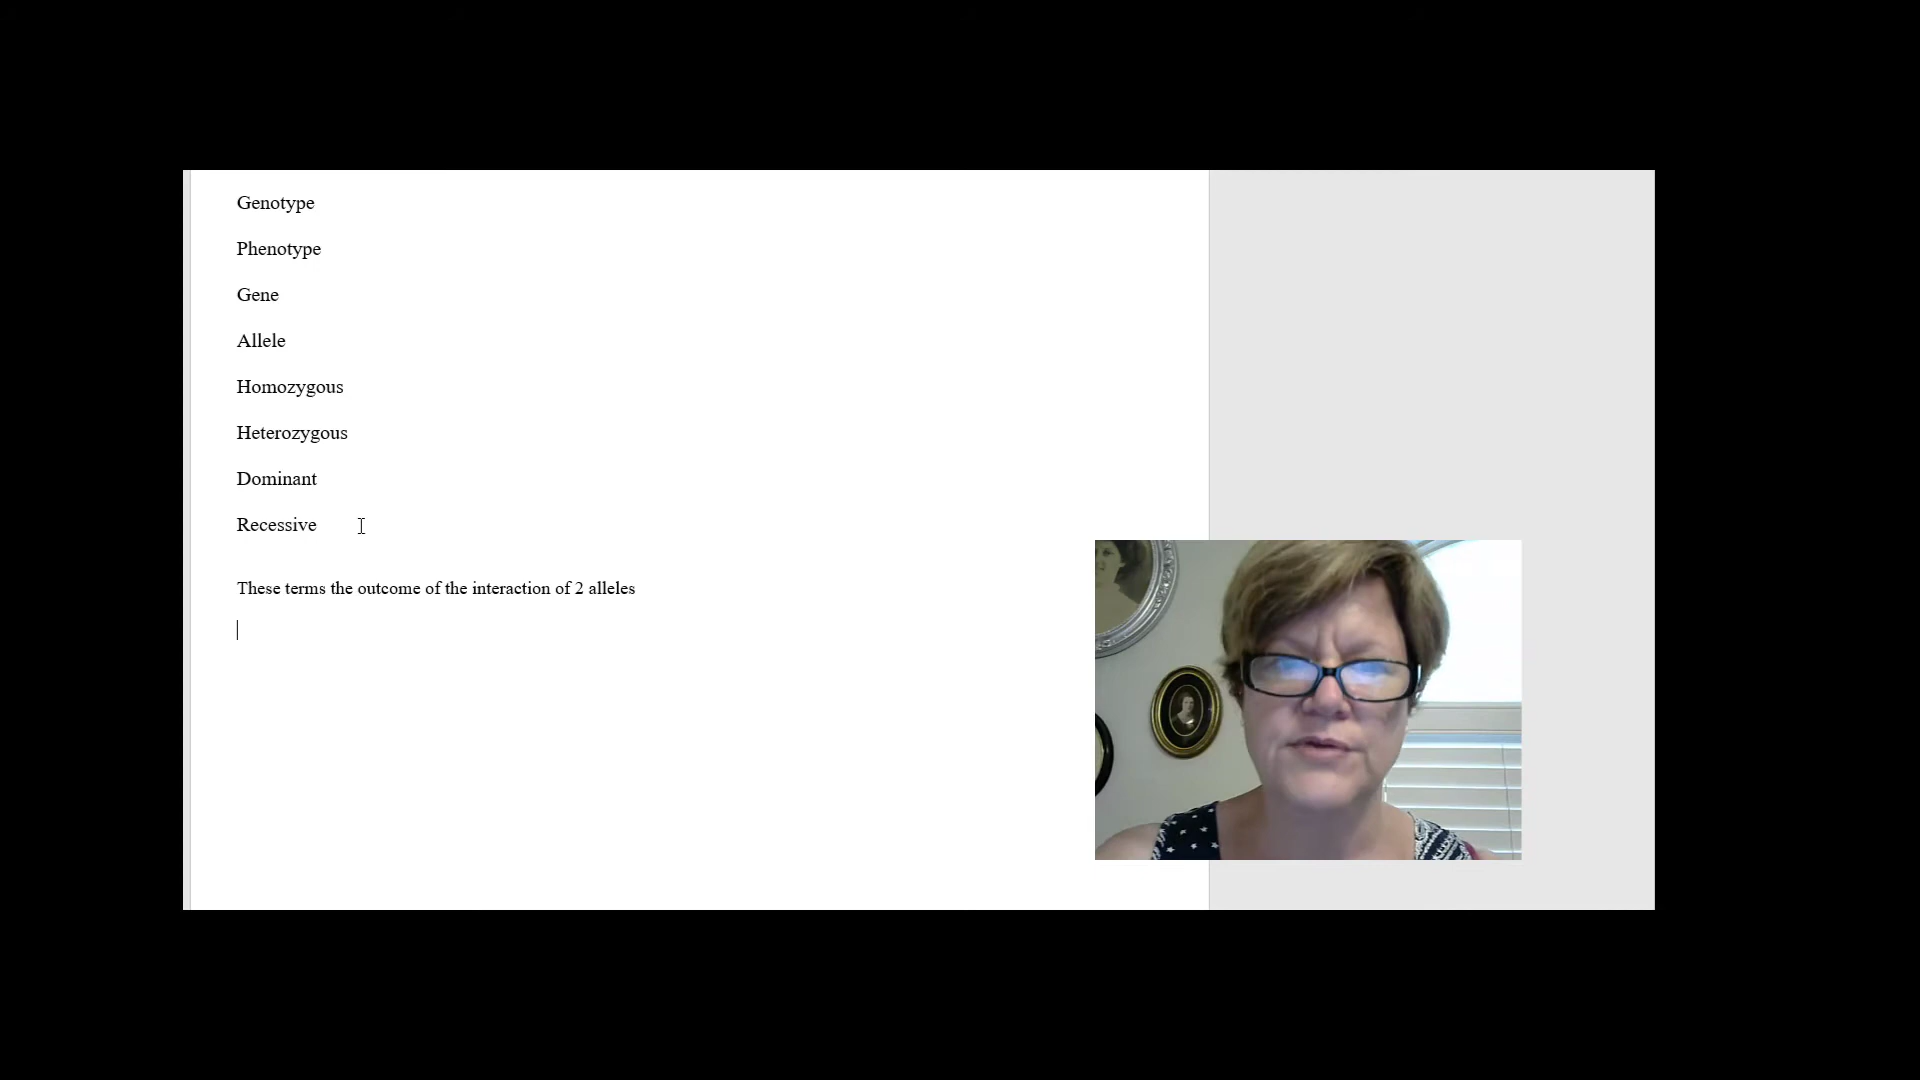 Genotype
Phenotype
Gene
Allele
Homozygous
Heterozygous
Dominant
Recessive
These terms the outcome of the interaction of 2 alleles